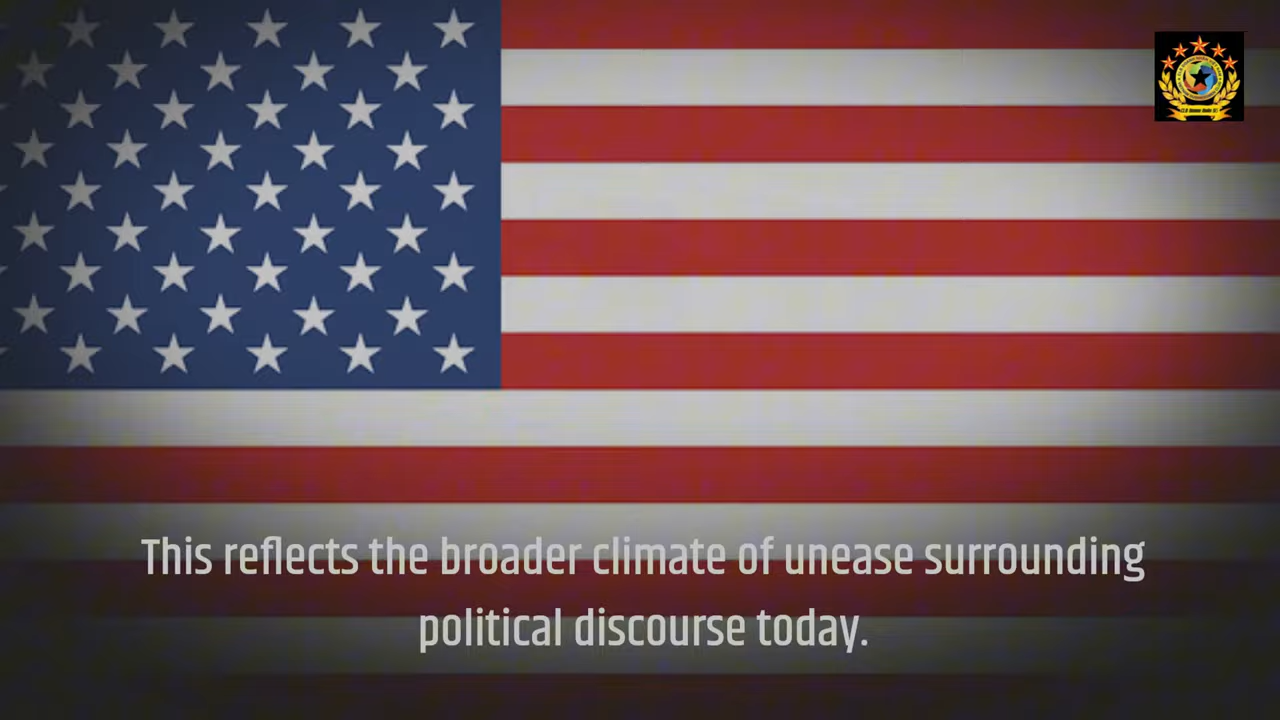 This reflects the broader climate of unease surrounding
political discourse today.